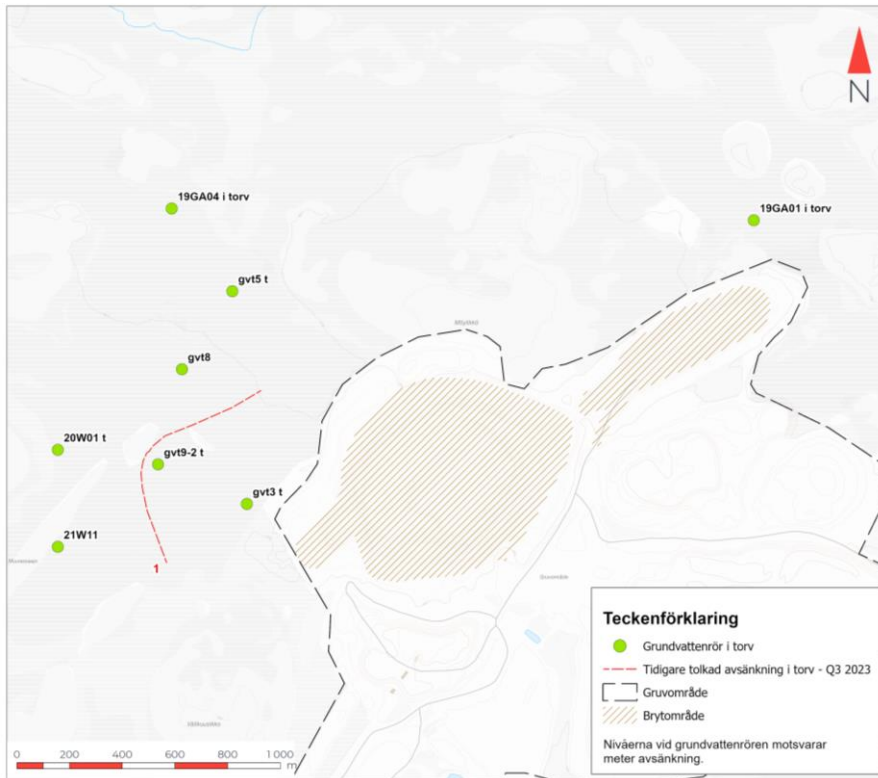 N
19GA04 i torv
19GA01 i torv
gvt5 t
gvt8
20W01 t
gvt9-2 t
gvt3 t
21W11
1
Gruvområde
Teckenförklaring
Grundvattenrör i torv
Tidigare tolkad avsänkning i torv - Q3 2023
Gruvområde
Brytområde
Nivåerna vid grundvattenrören motsvarar
meter avsänkning.
0 200 400 600 800 1 000
m